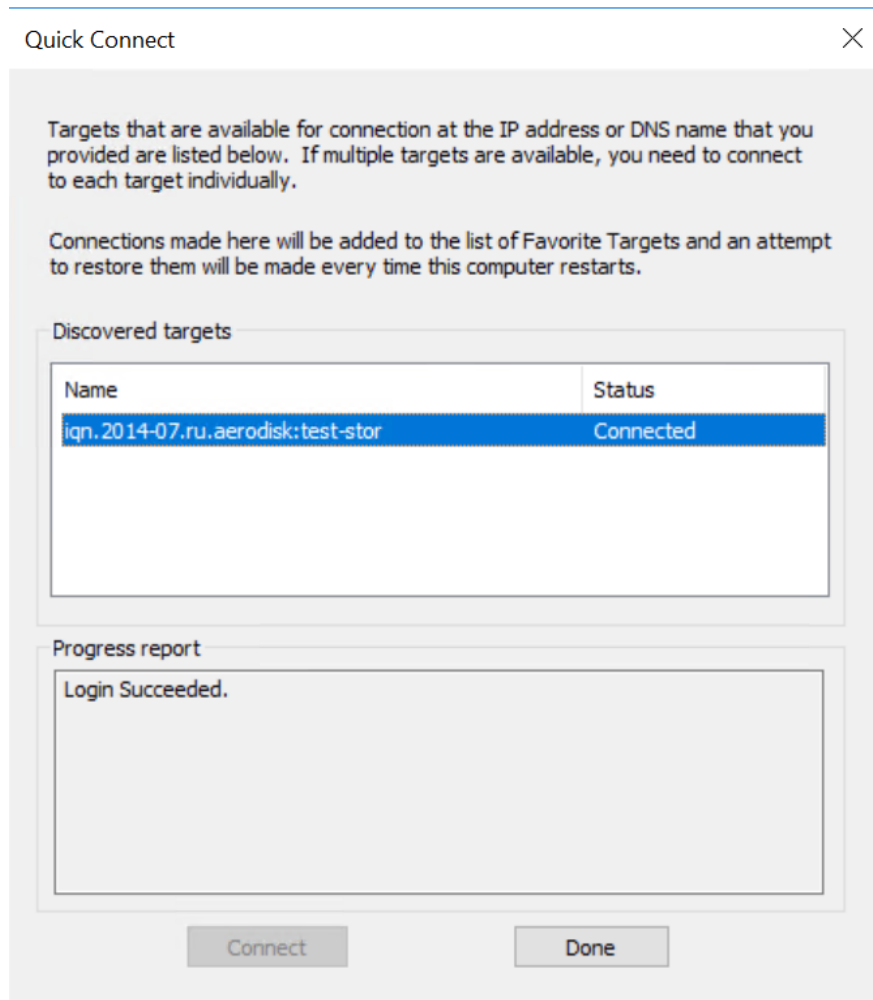 Quick Connect
Targets that are available for connection at the IP address or DNS name that you
provided are listed below.  If multiple targets are available, you need to connect
to each target individually.
Connections made here will be added to the list of Favorite Targets and an attempt
to restore them will be made every time this computer restarts.
Discovered targets
Name Status
iqn.2014-07.ru.aerodisk:test-stor Connected
Progress report
Login Succeeded.
Connect Done